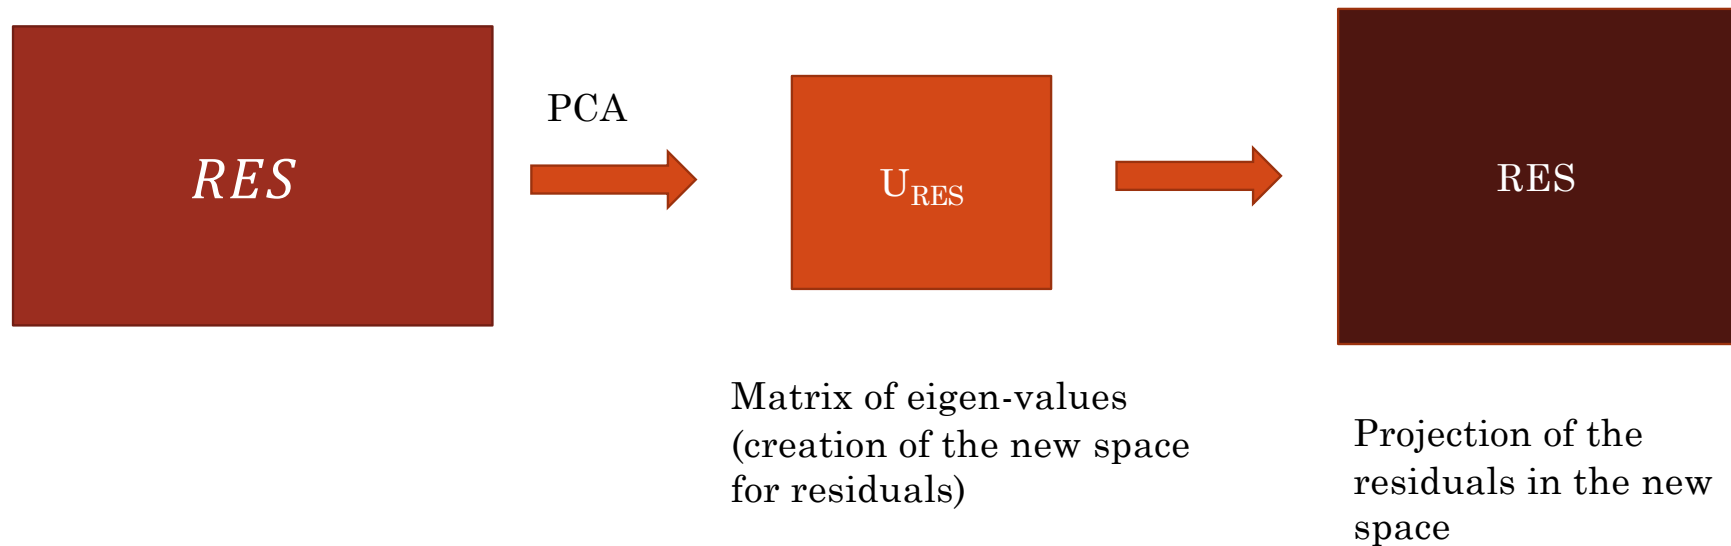 RES
PCA
U_RES
RES
Matrix of eigen-values
(creation of the new space
for residuals)
Projection of the
residuals in the new
space